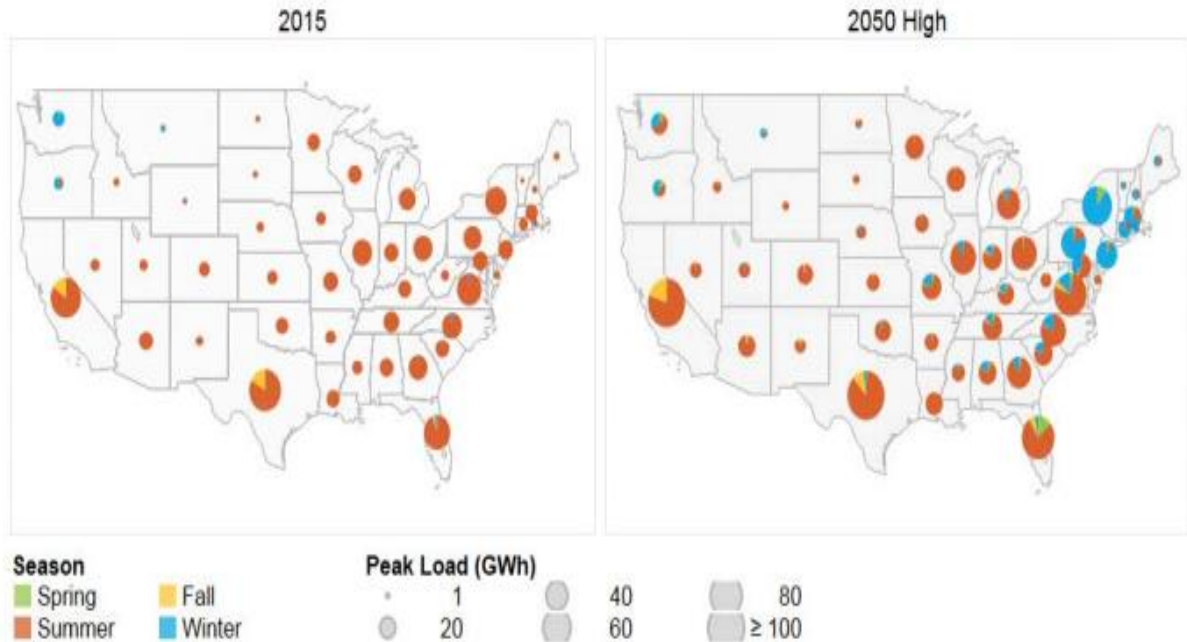 2015
2050 High
Season
Spring
Fall
Summer
Winter
Peak Load (GWh)
1
40
80
20
60
≥ 100